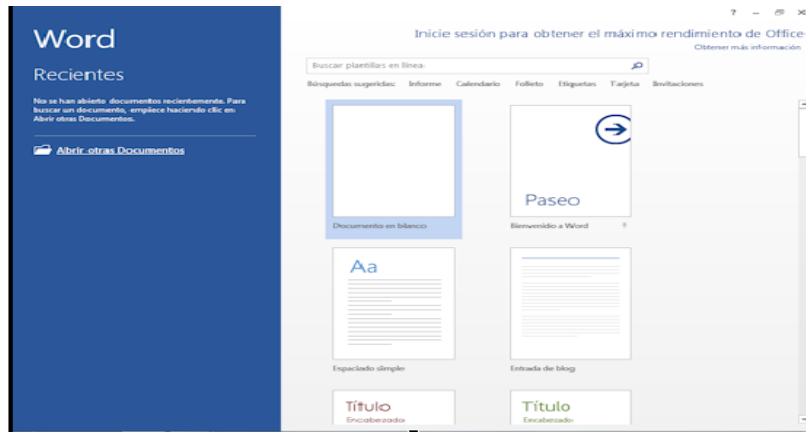 ? –
Word
Inicie sesión para obtener el máximo rendimiento de Office
Obtener más información
Recientes
Buscar plantillas en línea
Búsquedas sugeridas: Informe Calendario Folleto Etiquetas Tarjeta Invitaciones
No se han abierto documentos recientemente. Para
buscar un documento, empiece haciendo clic en
Abrir otras Documentos.
Abrir otras Documentos
Paseo
Documento en blanco
Bienvenido a Word
Aa
Espaciado simple
Entrada de blog
Título
Encabezado
Título
Encabezado